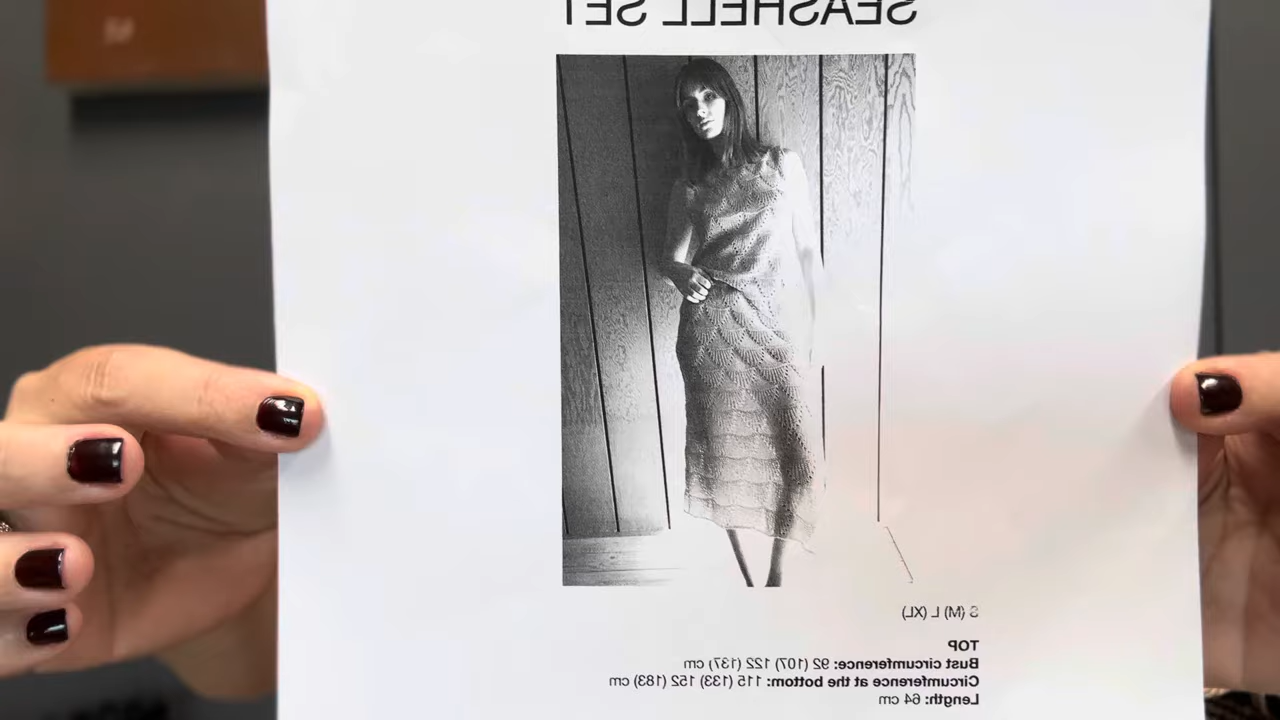 SEASHELL SET
S (M) L (XL)
TOP
Bust circumference: 92 (107) 122 (137) cm
Circumference at the bottom: 115 (133) 152 (183) cm
Length: 64 cm